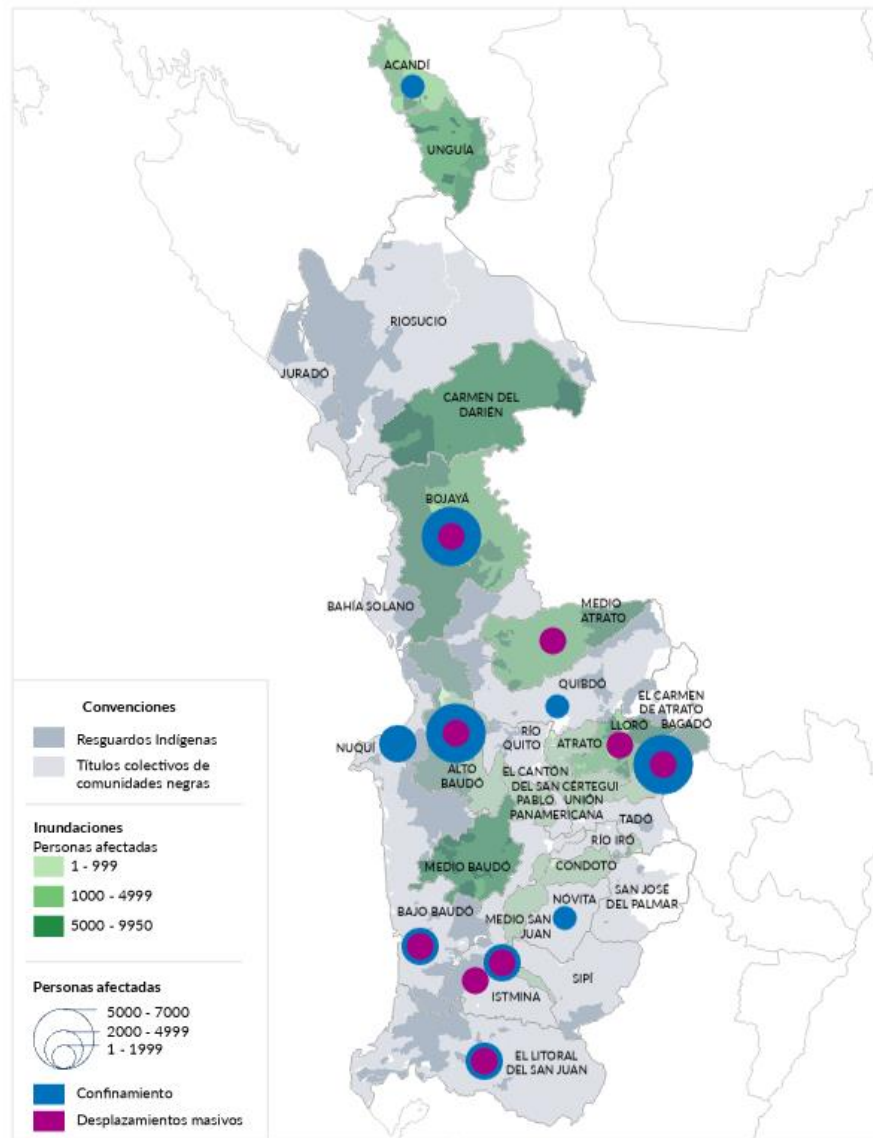 ACANDÍ
UNGUÍA
RIOSUCIO
JURADÓ
CARMEN DEL
DARIÉN
BOJAYÁ
BAHÍA SOLANO
MEDIO
ATRATO
QUIBDÓ
EL CARMEN
DE ATRATO
BAGADÓ
LLORÓ
ATRATO
RÍO
QUITO
NUQUÍ
ALTO
BAUDÓ
EL CANTÓN
DEL SAN
PABLO
CÉRTEGUI
UNIÓN
PANAMERICANA
TADÓ
RÍO IRÓ
CONDOTO
MEDIO BAUDÓ
SAN JOSÉ
DEL PALMAR
NOVITA
BAJO BAUDÓ
MEDIO SAN
JUAN
SIPÍ
ISTMINA
EL LITORAL
DEL SAN JUAN
Convenciones
Resguardos Indígenas
Títulos colectivos de
comunidades negras
Inundaciones
Personas afectadas
1 - 999
1000 - 4999
5000 - 9950
Personas afectadas
5000 - 7000
2000 - 4999
1 - 1999
Confinamiento
Desplazamientos masivos